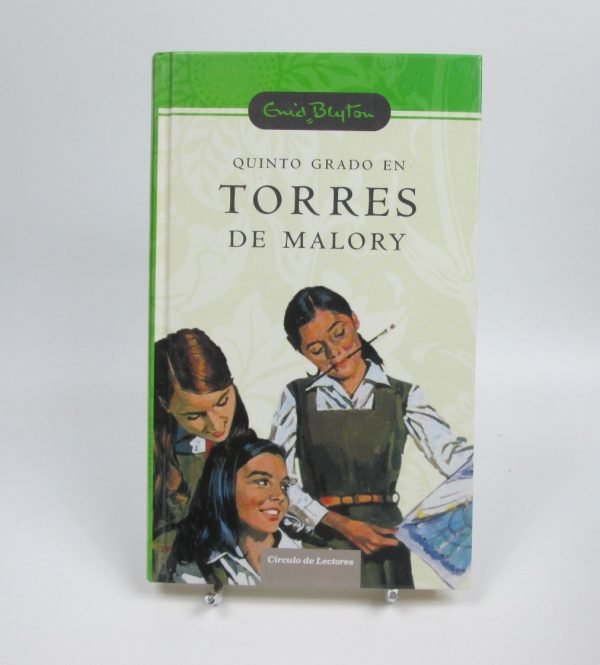 Enid Blyton
QUINTO GRADO EN
TORRES
DE MALORY
Círculo de Lectores